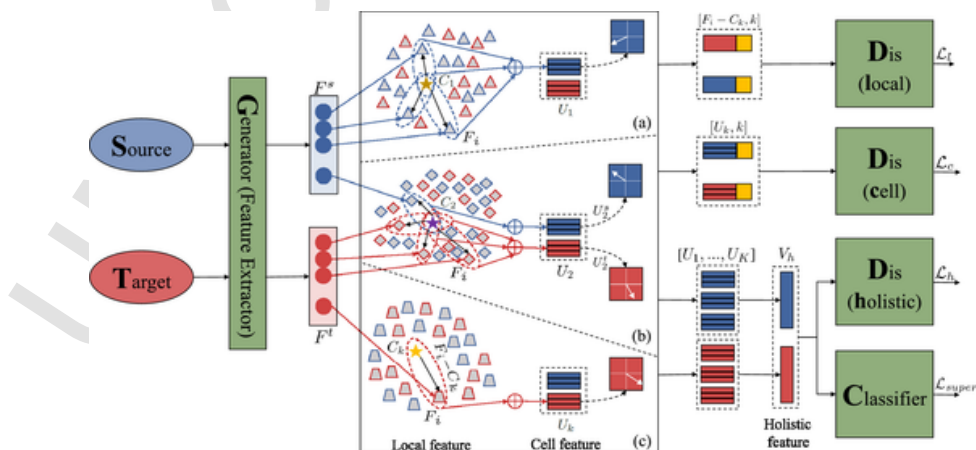 Source
Target
Generator (Feature Extractor)
F^s
F^t
C_1
F_i
U_1
(a)
C_2
F_i
U_2^s
U_2
U_2^t
(b)
C_k
F_i - C_k
F_i
U_k
(c)
Local feature
Cell feature
[F_i - C_k, k]
[U_k, k]
[U_1, ..., U_K]
V_h
Holistic
feature
Dis
(local)
L_l
Dis
(cell)
L_c
Dis
(holistic)
L_h
Classifier
L_super